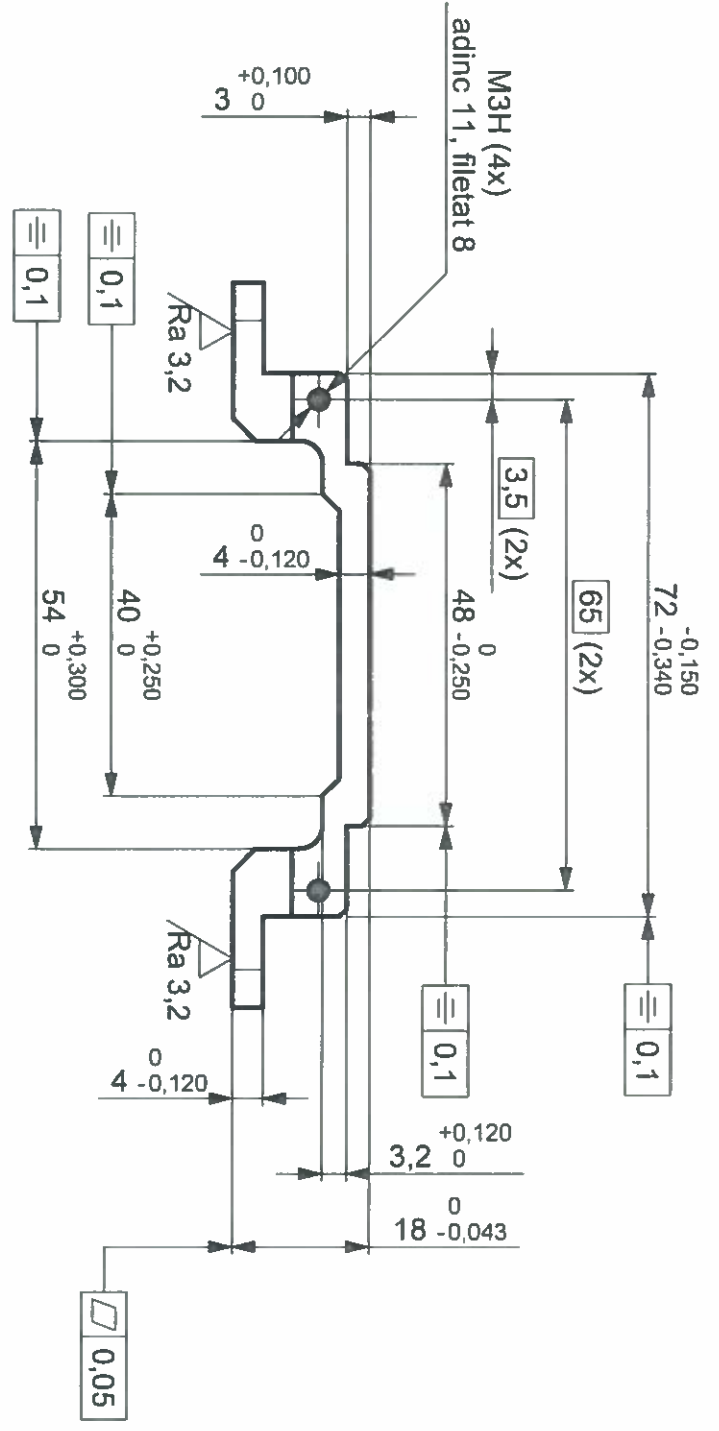 M3H (4x)
adinc 11, filetat 8
3 +0,100 0
72 -0,150 -0,340
65 (2x)
3,5 (2x)
48 0 -0,250
4 0 -0,120
40 +0,250 0
54 +0,300 0
0,1
0,1
0,1
0,1
Ra 3,2
Ra 3,2
4 0 -0,120
3,2 +0,120 0
18 0 -0,043
0,05